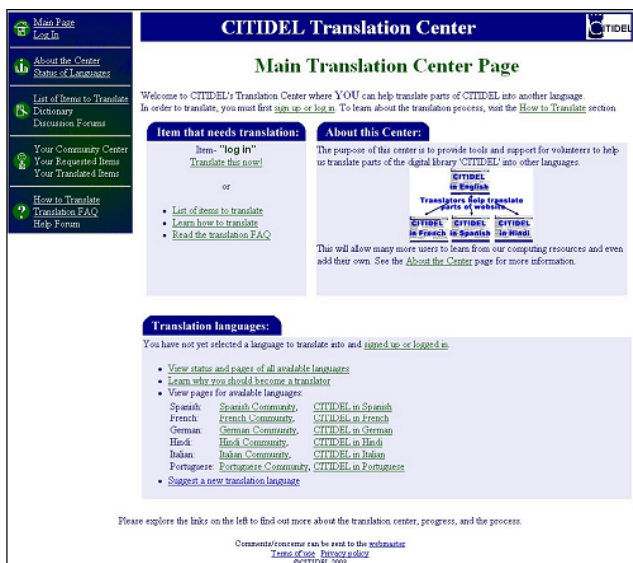 Main Page
Log In
About the Center
Status of Languages
List of Items to Translate
Dictionary
Discussion Forums
Your Community Center
Your Requested Items
Your Translated Items
How to Translate
Translation FAQ
Help Forum
CITIDEL Translation Center
CITIDEL
Main Translation Center Page
Welcome to CITIDEL's Translation Center where YOU can help translate parts of CITIDEL into another language.
In order to translate, you must first sign up or log in. To learn about the translation process, visit the How to Translate section
Item that needs translation:
Item- "log in"
Translate this now!
or
• List of items to translate
• Learn how to translate
• Read the translation FAQ
About this Center:
The purpose of this center is to provide tools and support for volunteers to help
us translate parts of the digital library 'CITIDEL' into other languages.
CITIDEL
in English
Translators help translate
parts of website
CITIDEL CITIDEL CITIDEL
in French in Spanish in Hindi
This will allow many more users to learn from our computing resources and even
add their own. See the About the Center page for more information.
Translation languages:
You have not yet selected a language to translate into and signed up or logged in.
• View status and pages of all available languages
• Learn why you should become a translator
• View pages for available languages:
Spanish: Spanish Community, CITIDEL in Spanish
French: French Community, CITIDEL in French
German: German Community, CITIDEL in German
Hindi: Hindi Community, CITIDEL in Hindi
Italian: Italian Community, CITIDEL in Italian
Portuguese: Portuguese Community, CITIDEL in Portuguese
• Suggest a new translation language
Please explore the links on the left to find out more about the translation center, progress, and the process.
Comments/concerns can be sent to the webmaster
Terms of use Privacy policy
©CITIDEL 2003